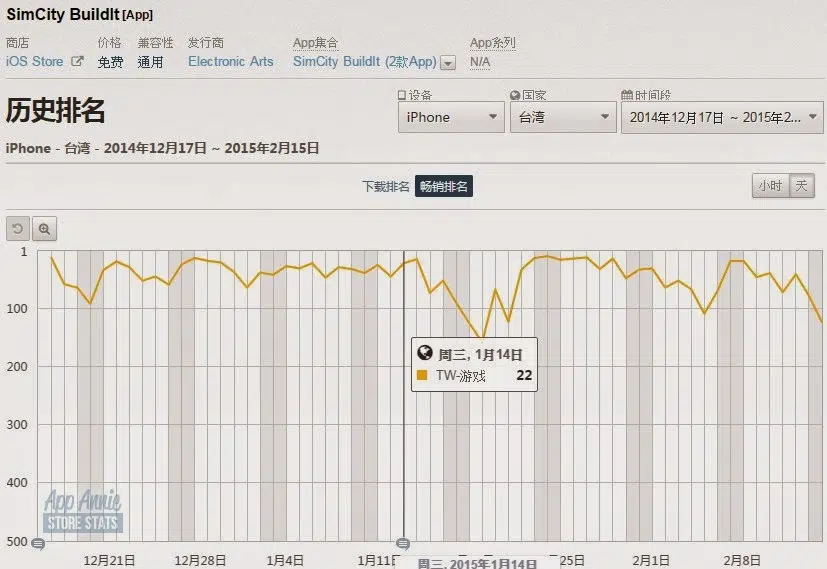 SimCity BuildIt [App]
商店 价格 兼容性 发行商 App集合 App系列
iOS Store 免费 通用 Electronic Arts SimCity BuildIt (2款App) N/A
历史排名
设备 国家 时间段
iPhone 台湾 2014年12月17日 ~ 2015年2...
iPhone - 台湾 - 2014年12月17日 ~ 2015年2月15日
下载排名 畅销排名 小时 天
1
100
200
300
400
500
周三, 1月14日
TW-游戏 22
App Annie
STORE STATS
12月21日 12月28日 1月4日 1月11日 周三, 2015年1月14日 25日 2月1日 2月8日